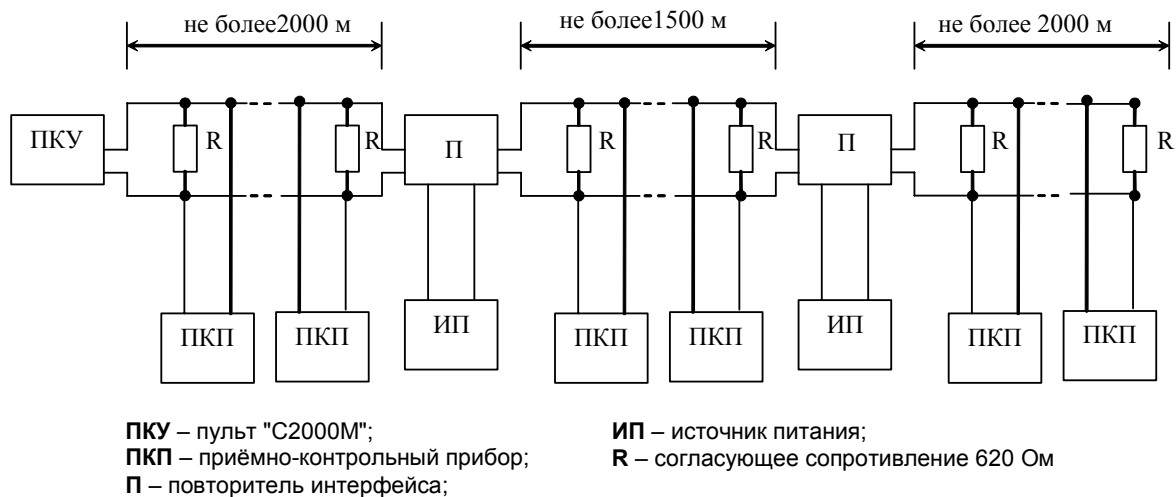 не более2000 м
не более1500 м
не более 2000 м
ПКУ
R
R
П
R
R
П
R
R
ПКП
ПКП
ИП
ПКП
ПКП
ИП
ПКП
ПКП
ПКУ – пульт "С2000М";
ПКП – приёмно-контрольный прибор;
П – повторитель интерфейса;
ИП – источник питания;
R – согласующее сопротивление 620 Ом